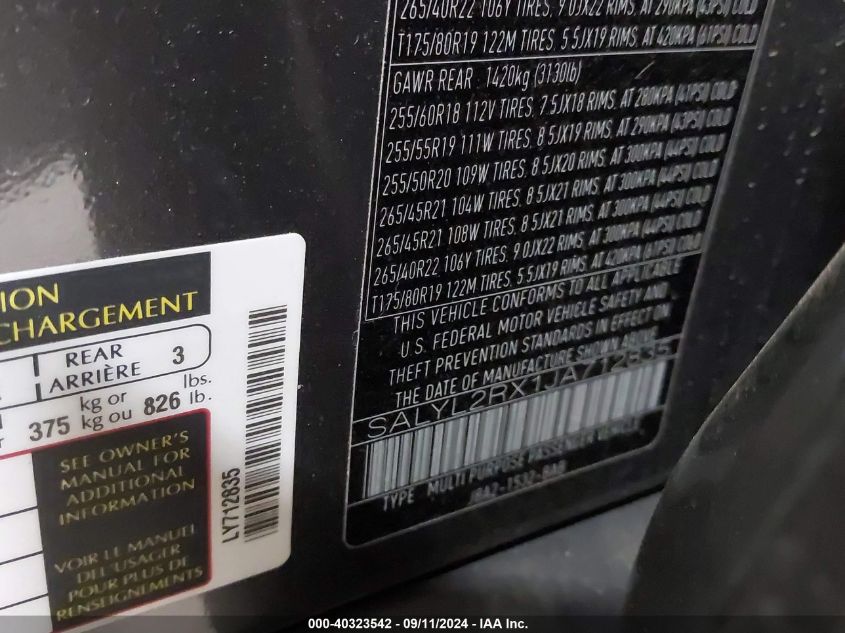 265/40R22 106Y TIRES, 9.0JX22 RIMS, AT 290KPA (43PSI) COLD
T175/80R19 122M TIRES, 5.5JX19 RIMS, AT 420KPA (61PSI) COLD
GAWR REAR 1420kg (3130lb)
255/60R18 112V TIRES, 7.5JX18 RIMS, AT 280KPA (41PSI) COLD
255/55R19 111W TIRES, 8.5JX19 RIMS, AT 290KPA (43PSI) COLD
255/50R20 109W TIRES, 8.5JX20 RIMS, AT 300KPA (44PSI) COLD
265/45R21 104W TIRES, 8.5JX21 RIMS, AT 300KPA (44PSI) COLD
265/45R21 108W TIRES, 8.5JX21 RIMS, AT 300KPA (44PSI) COLD
265/40R22 106Y TIRES, 9.0JX22 RIMS, AT 300KPA (44PSI) COLD
T175/80R19 122M TIRES, 5.5JX19 RIMS, AT 420KPA (61PSI) COLD
THIS VEHICLE CONFORMS TO ALL APPLICABLE
U.S. FEDERAL MOTOR VEHICLE SAFETY AND
THEFT PREVENTION STANDARDS IN EFFECT ON
THE DATE OF MANUFACTURE SHOWN ABOVE
SALYL2RX1JA712835
TYPE MULTI PURPOSE PASSENGER VEHICLE
ION
CHARGEMENT
REAR
ARRIÈRE 3
375 kg or
kg ou 826 lbs.
lb.
SEE OWNER'S
MANUAL FOR
ADDITIONAL
INFORMATION
VOIR LE MANUEL
DE L'USAGER
POUR PLUS DE
RENSEIGNEMENTS
LY712835
000-40323542 - 09/11/2024 - IAA Inc.